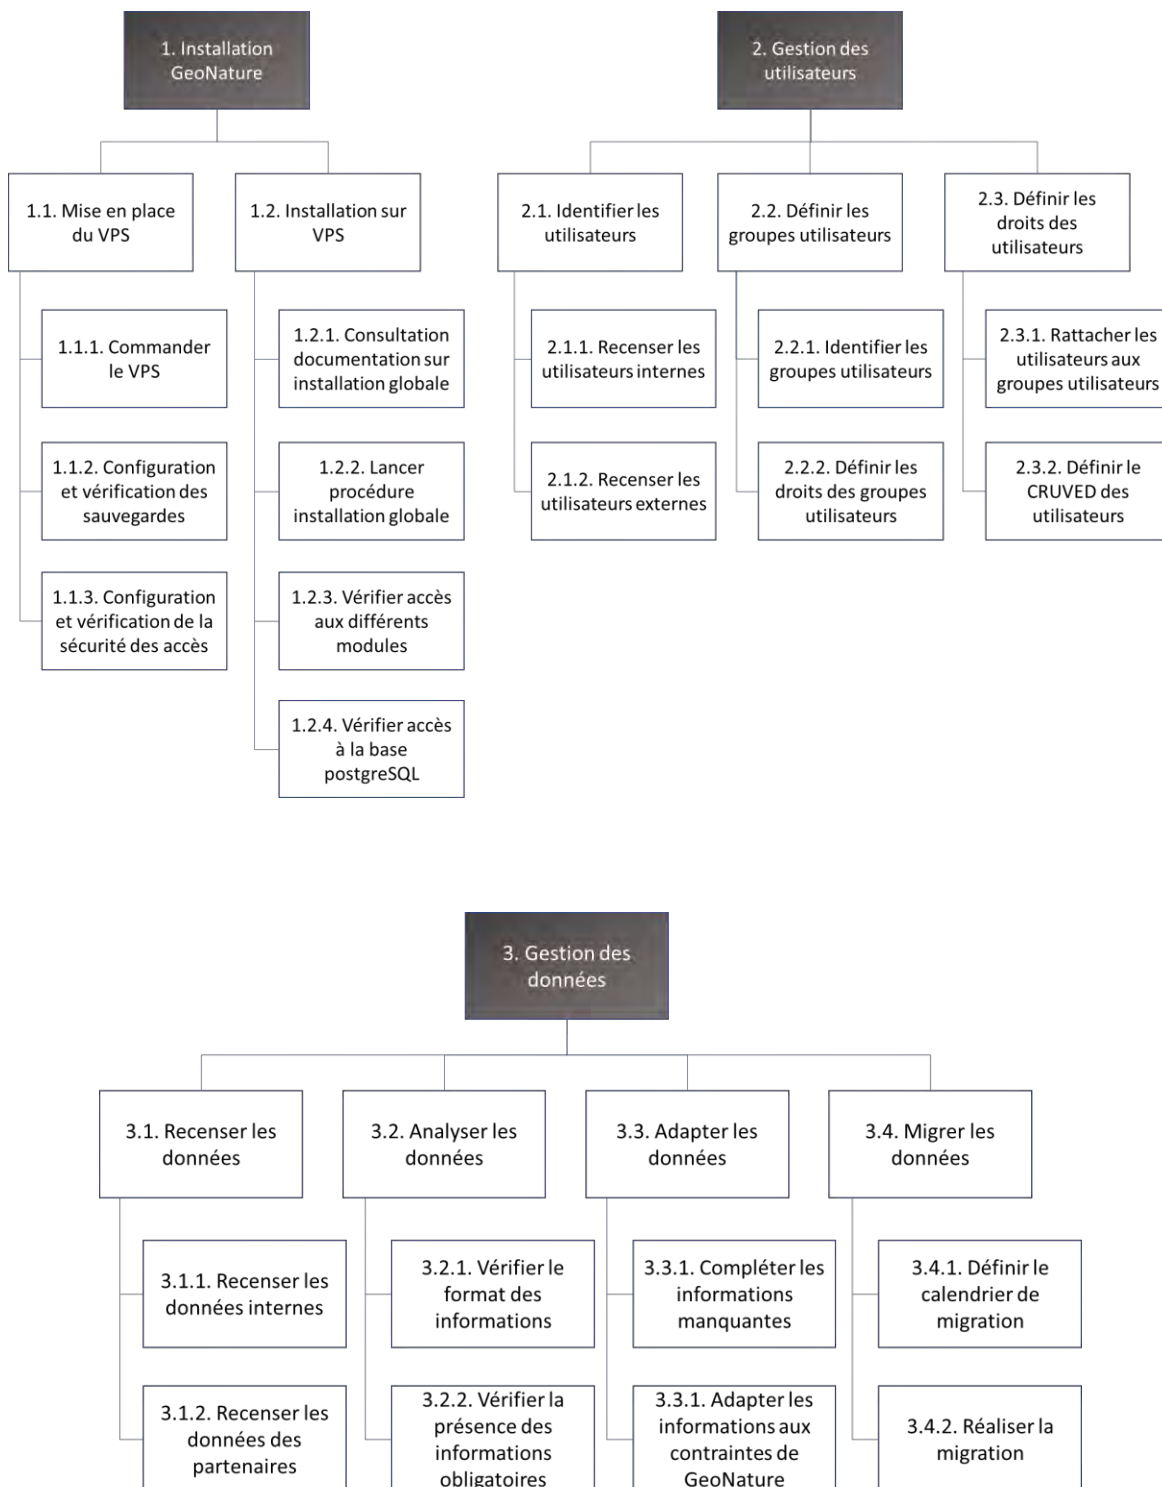 1. Installation
GeoNature
1.1. Mise en place
du VPS
1.1.1. Commander
le VPS
1.1.2. Configuration
et vérification des
sauvegardes
1.1.3. Configuration
et vérification de la
sécurité des accès
1.2. Installation sur
VPS
1.2.1. Consultation
documentation sur
installation globale
1.2.2. Lancer
procédure
installation globale
1.2.3. Vérifier accès
aux différents
modules
1.2.4. Vérifier accès
à la base
postgreSQL
2. Gestion des
utilisateurs
2.1. Identifier les
utilisateurs
2.1.1. Recenser les
utilisateurs internes
2.1.2. Recenser les
utilisateurs externes
2.2. Définir les
groupes utilisateurs
2.2.1. Identifier les
groupes utilisateurs
2.2.2. Définir les
droits des groupes
utilisateurs
2.3. Définir les
droits des
utilisateurs
2.3.1. Rattacher les
utilisateurs aux
groupes utilisateurs
2.3.2. Définir le
CRUVED des
utilisateurs
3. Gestion des
données
3.1. Recenser les
données
3.1.1. Recenser les
données internes
3.1.2. Recenser les
données des
partenaires
3.2. Analyser les
données
3.2.1. Vérifier le
format des
informations
3.2.2. Vérifier la
présence des
informations
obligatoires
3.3. Adapter les
données
3.3.1. Compléter les
informations
manquantes
3.3.1. Adapter les
informations aux
contraintes de
GeoNature
3.4. Migrer les
données
3.4.1. Définir le
calendrier de
migration
3.4.2. Réaliser la
migration